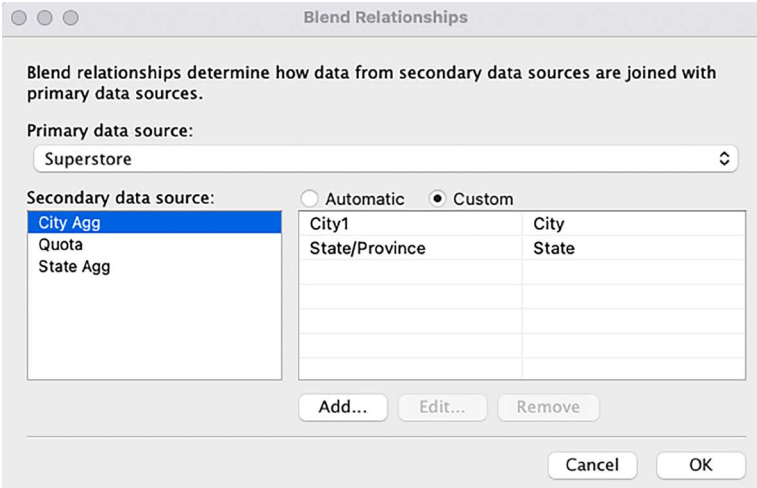 Blend Relationships
Blend relationships determine how data from secondary data sources are joined with
primary data sources.
Primary data source:
Superstore
Secondary data source:
Automatic
Custom
City Agg
Quota
State Agg
City1
City
State/Province
State
Add...
Edit...
Remove
Cancel
OK